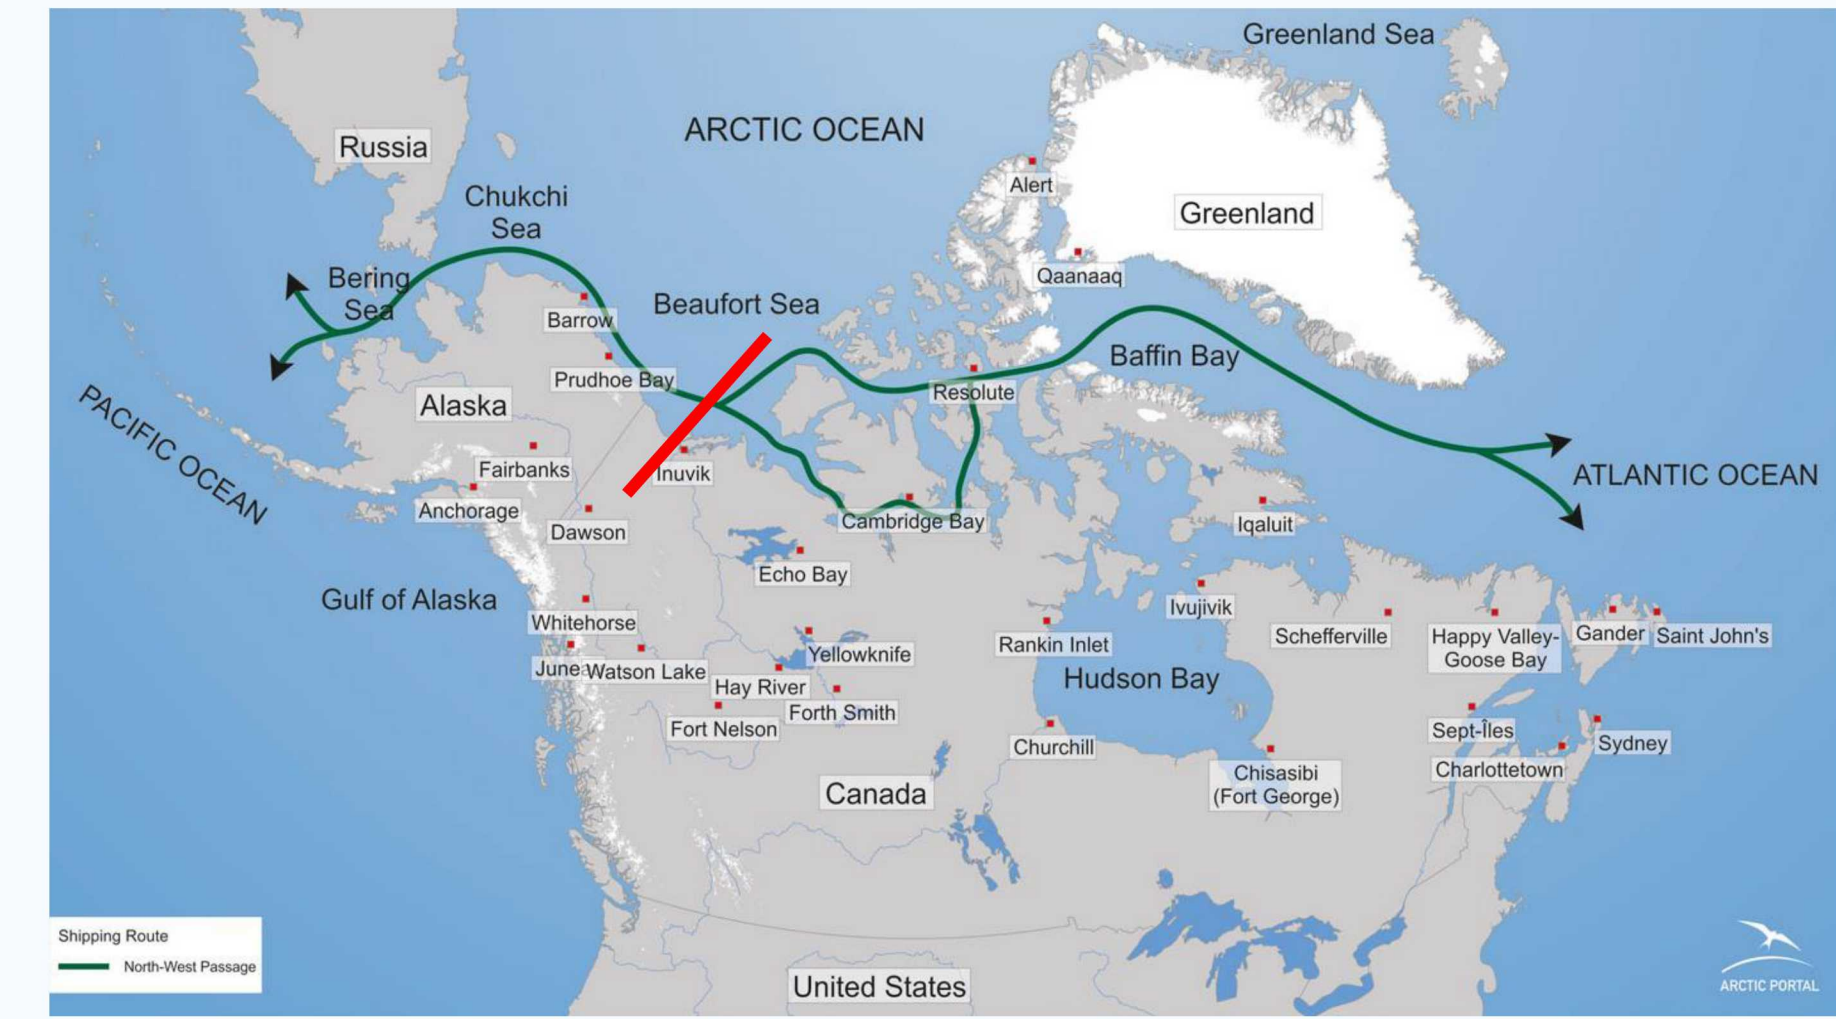 Greenland Sea
ARCTIC OCEAN
Russia
Alert
Chukchi
Sea
Greenland
Bering
Sea
Qaanaaq
Beaufort Sea
Barrow
Baffin Bay
Prudhoe Bay
Resolute
Alaska
PACIFIC OCEAN
Fairbanks
Inuvik
ATLANTIC OCEAN
Anchorage
Cambridge Bay
Iqaluit
Dawson
Echo Bay
Gulf of Alaska
Ivujivik
Whitehorse
Rankin Inlet
Schefferville
Happy Valley-
Goose Bay
Gander
Saint John's
Yellowknife
Junea
Watson Lake
Hudson Bay
Hay River
Forth Smith
Fort Nelson
Sept-Îles
Sydney
Churchill
Charlottetown
Chisasibi
(Fort George)
Canada
Shipping Route
North-West Passage
United States
ARCTIC PORTAL